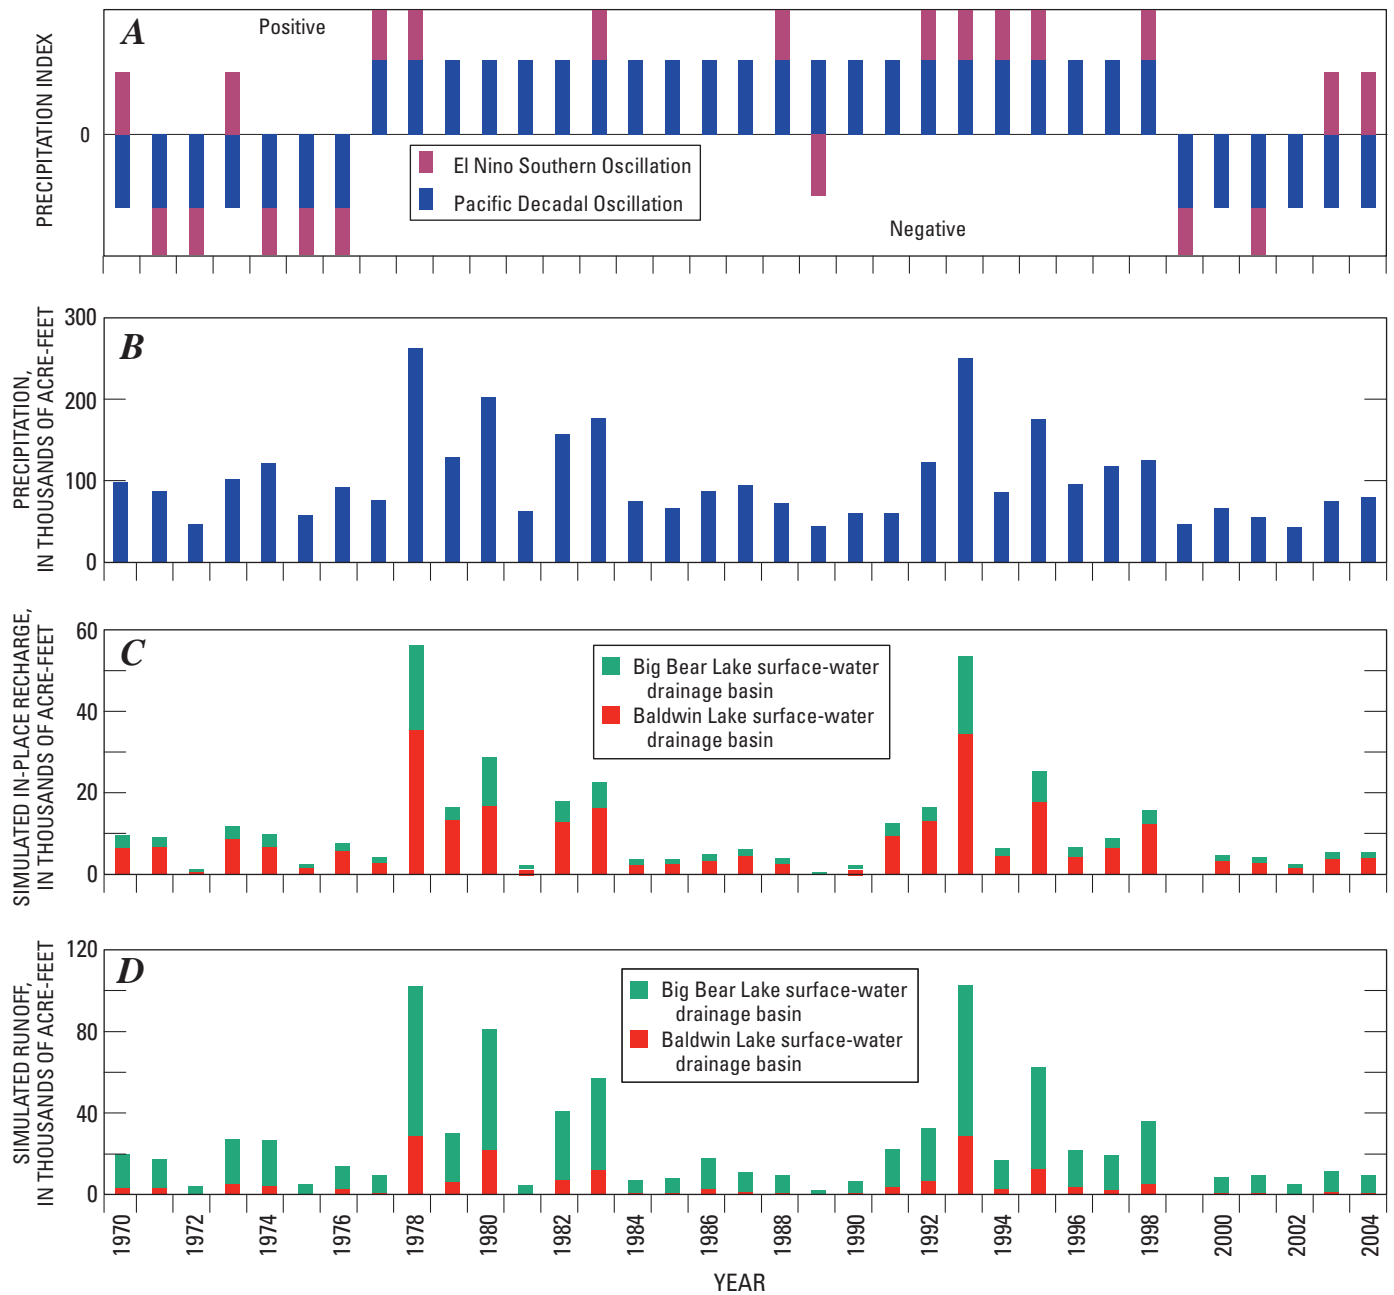 A
Positive
PRECIPITATION INDEX
0
El Nino Southern Oscillation
Pacific Decadal Oscillation
Negative
B
PRECIPITATION,
IN THOUSANDS OF ACRE-FEET
300
200
100
0
C
SIMULATED IN-PLACE RECHARGE,
IN THOUSANDS OF ACRE-FEET
60
40
20
0
Big Bear Lake surface-water
drainage basin
Baldwin Lake surface-water
drainage basin
D
SIMULATED RUNOFF,
IN THOUSANDS OF ACRE-FEET
120
80
40
0
Big Bear Lake surface-water
drainage basin
Baldwin Lake surface-water
drainage basin
1970
1972
1974
1976
1978
1980
1982
1984
1986
1988
1990
1992
1994
1996
1998
2000
2002
2004
YEAR